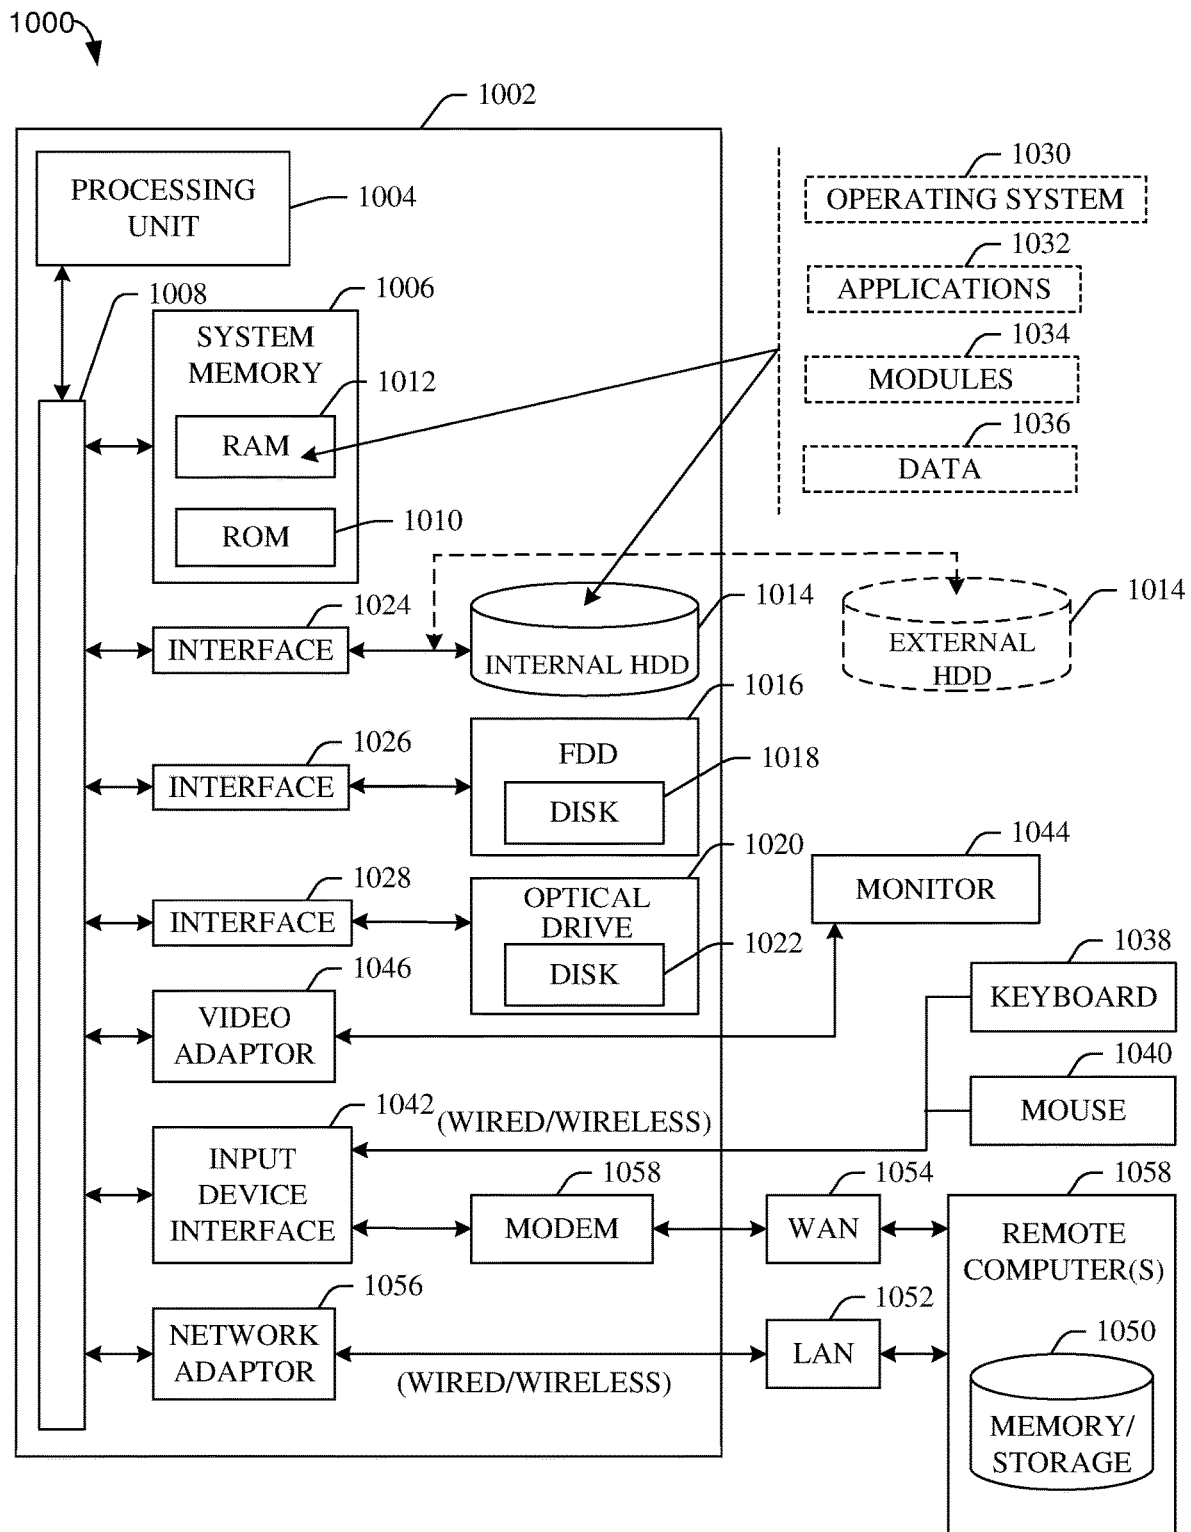 1000
1002
PROCESSING
UNIT
1004
1030
OPERATING SYSTEM
1032
APPLICATIONS
1034
MODULES
1036
DATA
1008
1006
SYSTEM
MEMORY
1012
RAM
1010
ROM
1024
INTERFACE
1014
INTERNAL HDD
1014
EXTERNAL
HDD
1026
INTERFACE
1016
FDD
1018
DISK
1028
INTERFACE
1020
OPTICAL
DRIVE
1022
DISK
1044
MONITOR
1046
VIDEO
ADAPTOR
1038
KEYBOARD
1040
MOUSE
1042
(WIRED/WIRELESS)
INPUT
DEVICE
INTERFACE
1058
MODEM
1054
WAN
1058
REMOTE
COMPUTER(S)
1056
NETWORK
ADAPTOR
(WIRED/WIRELESS)
1052
LAN
1050
MEMORY/
STORAGE